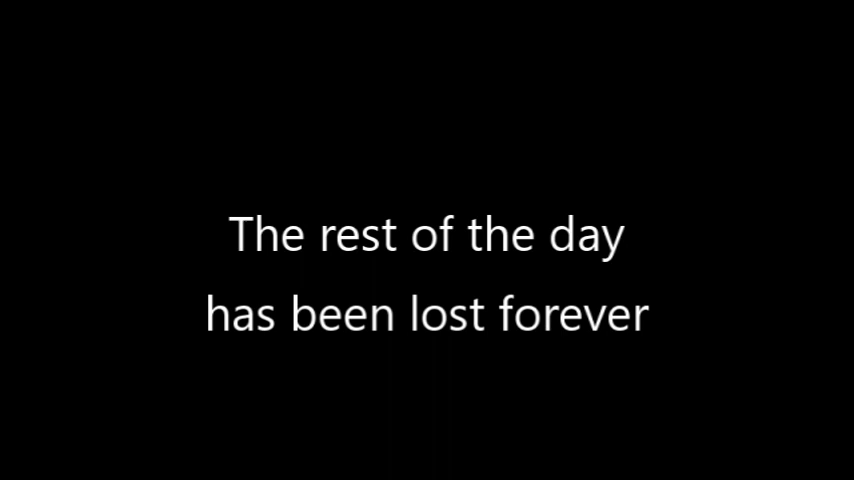 The rest of the day
has been lost forever